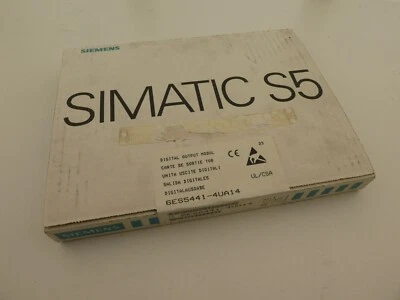 SIEMENS
SIMATIC S5
DIGITAL OUTPUT MODUL
CARTE DE SORTIE TOR
UNITA USCITE DIGITALI
SALIDA DIGITALES
DIGITALAUSGABE
6ES5441-4UA14
CE
23
UL/CSA
SIEMENS